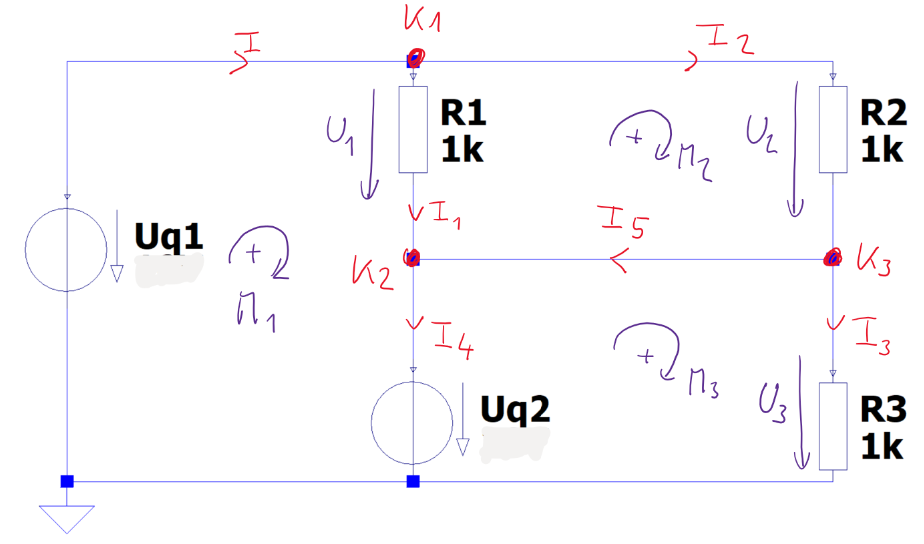 K1
I
I2
R1
1k
U1
+
M2
U2
R2
1k
I1
I5
Uq1
+
M1
K2
K3
I4
I3
+
M3
Uq2
U3
R3
1k